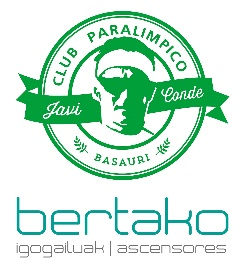 CLUB PARALIMPICO
Javi Conde
BASAURI
bertako
igogailuak | ascensores